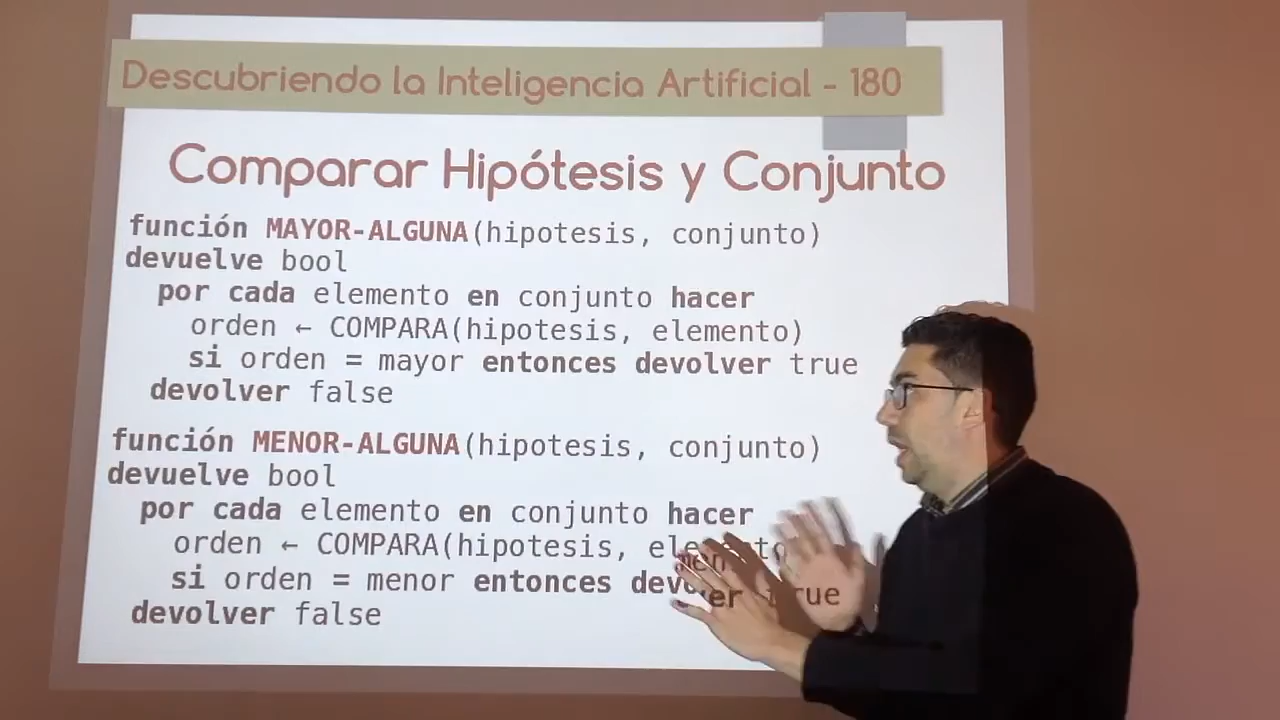 Descubriendo la Inteligencia Artificial - 180
Comparar Hipótesis y Conjunto
función MAYOR-ALGUNA(hipotesis, conjunto)
devuelve bool
por cada elemento en conjunto hacer
orden ← COMPARA(hipotesis, elemento)
si orden = mayor entonces devolver true
devolver false
función MENOR-ALGUNA(hipotesis, conjunto)
devuelve bool
por cada elemento en conjunto hacer
orden ← COMPARA(hipotesis, elemento
si orden = menor entonces devolver true
devolver false